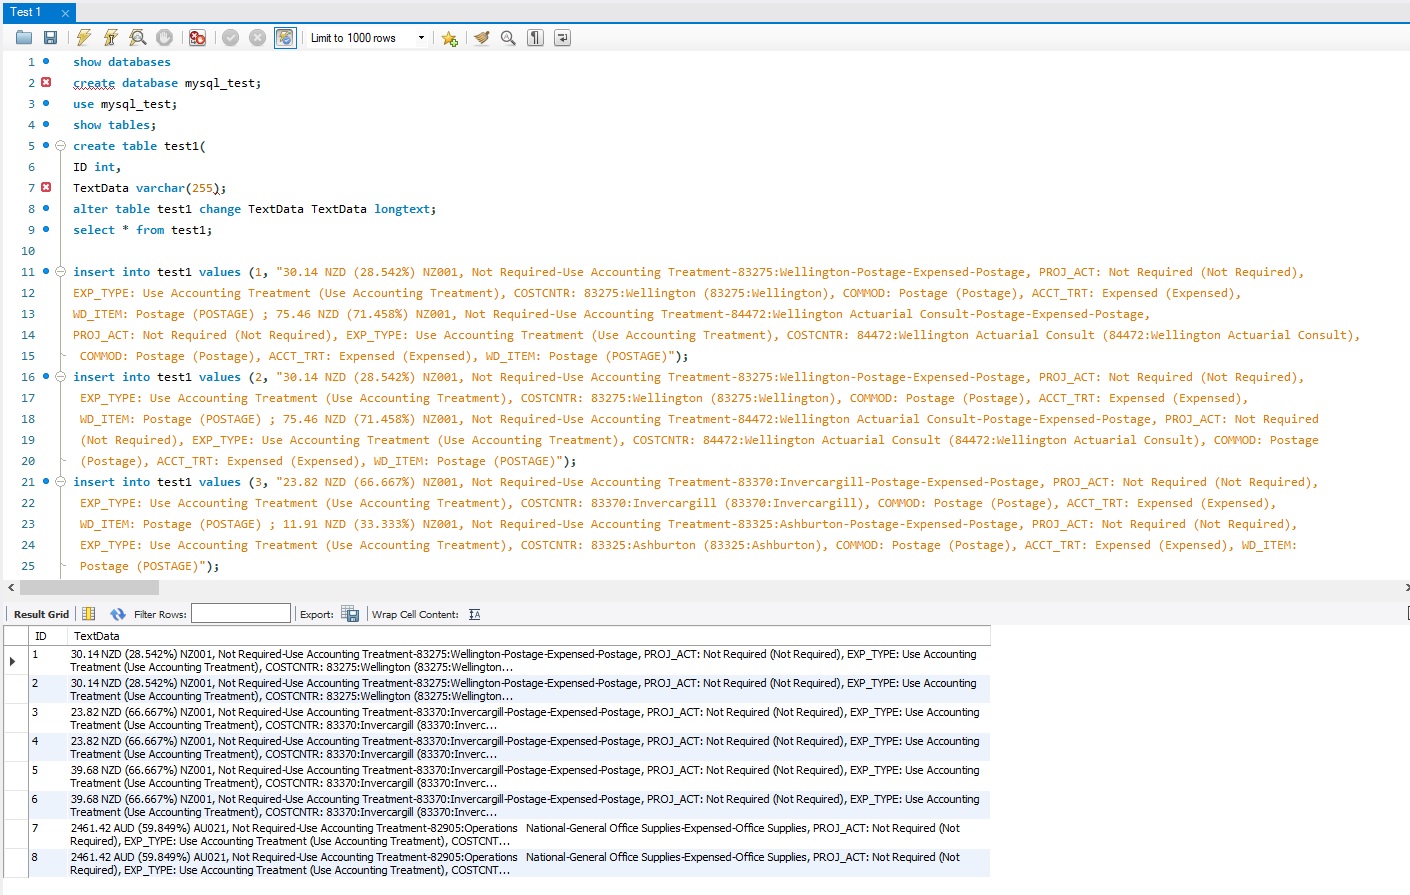 Test 1
Limit to 1000 rows
1 show databases
2 create database mysql_test;
3 use mysql_test;
4 show tables;
5 create table test1(
6 ID int,
7 TextData varchar(255);
8 alter table test1 change TextData TextData longtext;
9 select * from test1;
10
11 insert into test1 values (1, "30.14 NZD (28.542%) NZ001, Not Required-Use Accounting Treatment-83275:Wellington-Postage-Expensed-Postage, PROJ_ACT: Not Required (Not Required),
12 EXP_TYPE: Use Accounting Treatment (Use Accounting Treatment), COSTCNTR: 83275:Wellington (83275:Wellington), COMMOD: Postage (Postage), ACCT_TRT: Expensed (Expensed),
13 WD_ITEM: Postage (POSTAGE) ; 75.46 NZD (71.458%) NZ001, Not Required-Use Accounting Treatment-84472:Wellington Actuarial Consult-Postage-Expensed-Postage,
14 PROJ_ACT: Not Required (Not Required), EXP_TYPE: Use Accounting Treatment (Use Accounting Treatment), COSTCNTR: 84472:Wellington Actuarial Consult (84472:Wellington Actuarial Consult),
15 COMMOD: Postage (Postage), ACCT_TRT: Expensed (Expensed), WD_ITEM: Postage (POSTAGE)");
16 insert into test1 values (2, "30.14 NZD (28.542%) NZ001, Not Required-Use Accounting Treatment-83275:Wellington-Postage-Expensed-Postage, PROJ_ACT: Not Required (Not Required),
17 EXP_TYPE: Use Accounting Treatment (Use Accounting Treatment), COSTCNTR: 83275:Wellington (83275:Wellington), COMMOD: Postage (Postage), ACCT_TRT: Expensed (Expensed),
18 WD_ITEM: Postage (POSTAGE) ; 75.46 NZD (71.458%) NZ001, Not Required-Use Accounting Treatment-84472:Wellington Actuarial Consult-Postage-Expensed-Postage, PROJ_ACT: Not Required
19 (Not Required), EXP_TYPE: Use Accounting Treatment (Use Accounting Treatment), COSTCNTR: 84472:Wellington Actuarial Consult (84472:Wellington Actuarial Consult), COMMOD: Postage
20 (Postage), ACCT_TRT: Expensed (Expensed), WD_ITEM: Postage (POSTAGE)");
21 insert into test1 values (3, "23.82 NZD (66.667%) NZ001, Not Required-Use Accounting Treatment-83370:Invercargill-Postage-Expensed-Postage, PROJ_ACT: Not Required (Not Required),
22 EXP_TYPE: Use Accounting Treatment (Use Accounting Treatment), COSTCNTR: 83370:Invercargill (83370:Invercargill), COMMOD: Postage (Postage), ACCT_TRT: Expensed (Expensed),
23 WD_ITEM: Postage (POSTAGE) ; 11.91 NZD (33.333%) NZ001, Not Required-Use Accounting Treatment-83325:Ashburton-Postage-Expensed-Postage, PROJ_ACT: Not Required (Not Required),
24 EXP_TYPE: Use Accounting Treatment (Use Accounting Treatment), COSTCNTR: 83325:Ashburton (83325:Ashburton), COMMOD: Postage (Postage), ACCT_TRT: Expensed (Expensed), WD_ITEM:
25 Postage (POSTAGE)");
Result Grid Filter Rows: Export: Wrap Cell Content:
ID TextData
1 30.14 NZD (28.542%) NZ001, Not Required-Use Accounting Treatment-83275:Wellington-Postage-Expensed-Postage, PROJ_ACT: Not Required (Not Required), EXP_TYPE: Use Accounting
Treatment (Use Accounting Treatment), COSTCNTR: 83275:Wellington (83275:Wellington...
2 30.14 NZD (28.542%) NZ001, Not Required-Use Accounting Treatment-83275:Wellington-Postage-Expensed-Postage, PROJ_ACT: Not Required (Not Required), EXP_TYPE: Use Accounting
Treatment (Use Accounting Treatment), COSTCNTR: 83275:Wellington (83275:Wellington...
3 23.82 NZD (66.667%) NZ001, Not Required-Use Accounting Treatment-83370:Invercargill-Postage-Expensed-Postage, PROJ_ACT: Not Required (Not Required), EXP_TYPE: Use Accounting
Treatment (Use Accounting Treatment), COSTCNTR: 83370:Invercargill (83370:Inverc...
4 23.82 NZD (66.667%) NZ001, Not Required-Use Accounting Treatment-83370:Invercargill-Postage-Expensed-Postage, PROJ_ACT: Not Required (Not Required), EXP_TYPE: Use Accounting
Treatment (Use Accounting Treatment), COSTCNTR: 83370:Invercargill (83370:Inverc...
5 39.68 NZD (66.667%) NZ001, Not Required-Use Accounting Treatment-83370:Invercargill-Postage-Expensed-Postage, PROJ_ACT: Not Required (Not Required), EXP_TYPE: Use Accounting
Treatment (Use Accounting Treatment), COSTCNTR: 83370:Invercargill (83370:Inverc...
6 39.68 NZD (66.667%) NZ001, Not Required-Use Accounting Treatment-83370:Invercargill-Postage-Expensed-Postage, PROJ_ACT: Not Required (Not Required), EXP_TYPE: Use Accounting
Treatment (Use Accounting Treatment), COSTCNTR: 83370:Invercargill (83370:Inverc...
7 2461.42 AUD (59.849%) AU021, Not Required-Use Accounting Treatment-82905:Operations National-General Office Supplies-Expensed-Office Supplies, PROJ_ACT: Not Required (Not
Required), EXP_TYPE: Use Accounting Treatment (Use Accounting Treatment), COSTCNT...
8 2461.42 AUD (59.849%) AU021, Not Required-Use Accounting Treatment-82905:Operations National-General Office Supplies-Expensed-Office Supplies, PROJ_ACT: Not Required (Not
Required), EXP_TYPE: Use Accounting Treatment (Use Accounting Treatment), COSTCNT...